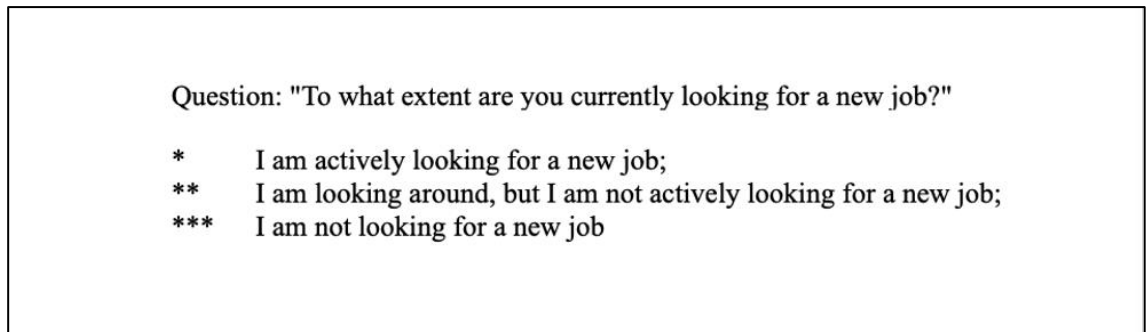 Question: "To what extent are you currently looking for a new job?"
* I am actively looking for a new job;
** I am looking around, but I am not actively looking for a new job;
*** I am not looking for a new job